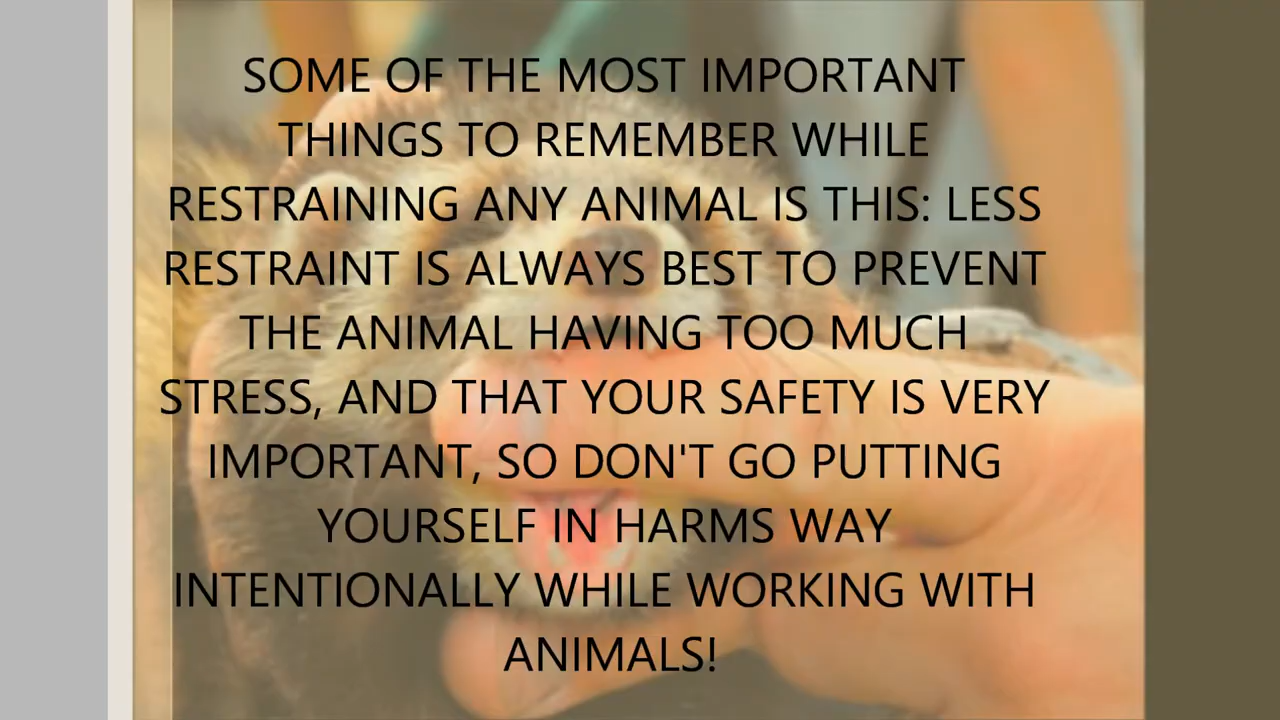 SOME OF THE MOST IMPORTANT
THINGS TO REMEMBER WHILE
RESTRAINING ANY ANIMAL IS THIS: LESS
RESTRAINT IS ALWAYS BEST TO PREVENT
THE ANIMAL HAVING TOO MUCH
STRESS, AND THAT YOUR SAFETY IS VERY
IMPORTANT, SO DON'T GO PUTTING
YOURSELF IN HARMS WAY
INTENTIONALLY WHILE WORKING WITH
ANIMALS!